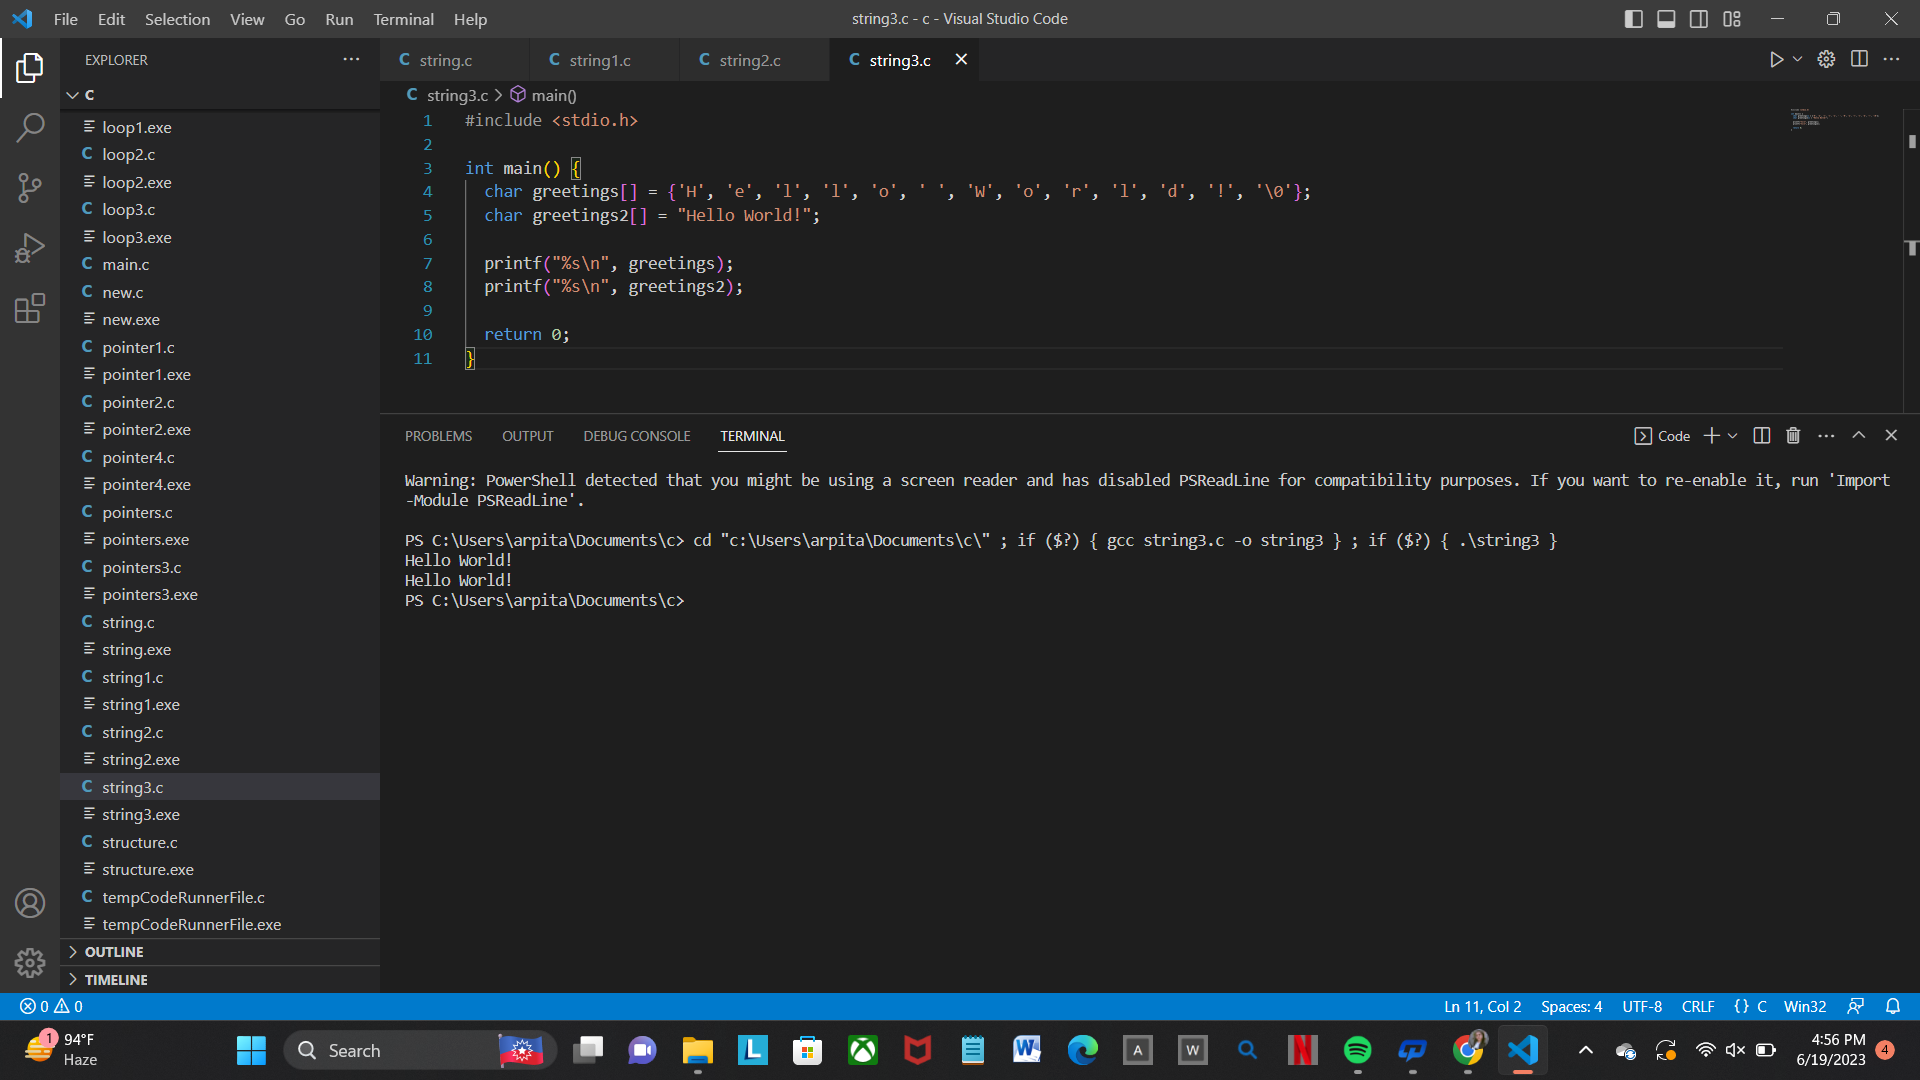 File Edit Selection View Go Run Terminal Help
string3.c - c - Visual Studio Code
EXPLORER
C
loop1.exe
C loop2.c
loop2.exe
C loop3.c
loop3.exe
C main.c
C new.c
new.exe
C pointer1.c
pointer1.exe
C pointer2.c
pointer2.exe
C pointer4.c
pointer4.exe
C pointers.c
pointers.exe
C pointers3.c
pointers3.exe
C string.c
string.exe
C string1.c
string1.exe
C string2.c
string2.exe
C string3.c
string3.exe
C structure.c
structure.exe
C tempCodeRunnerFile.c
tempCodeRunnerFile.exe
OUTLINE
TIMELINE
C string.c C string1.c C string2.c C string3.c
C string3.c > main()
1 #include <stdio.h>
2
3 int main() {
4 char greetings[] = {'H', 'e', 'l', 'l', 'o', ' ', 'W', 'o', 'r', 'l', 'd', '!', '\0'};
5 char greetings2[] = "Hello World!";
6
7 printf("%s\n", greetings);
8 printf("%s\n", greetings2);
9
10 return 0;
11 }
PROBLEMS OUTPUT DEBUG CONSOLE TERMINAL
Code
Warning: PowerShell detected that you might be using a screen reader and has disabled PSReadLine for compatibility purposes. If you want to re-enable it, run 'Import
-Module PSReadLine'.
PS C:\Users\arpita\Documents\c> cd "c:\Users\arpita\Documents\c\" ; if ($?) { gcc string3.c -o string3 } ; if ($?) { .\string3 }
Hello World!
Hello World!
PS C:\Users\arpita\Documents\c>
0 0
Ln 11, Col 2 Spaces: 4 UTF-8 CRLF {} C Win32
1
94°F
Haze
Search
L
A
W
W
N
4:56 PM
6/19/2023
4